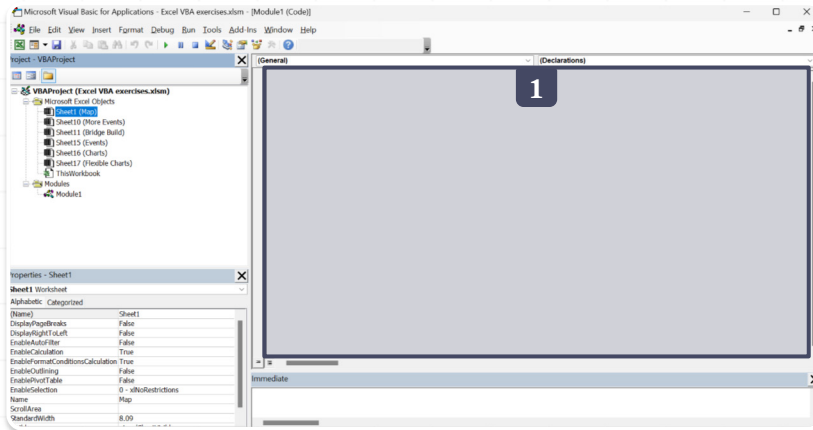 Microsoft Visual Basic for Applications - Excel VBA exercises.xlsm - [Module1 (Code)]
File Edit View Insert Format Debug Run Tools Add-Ins Window Help
roject - VBAProject
(General)
(Declarations)
1
VBAProject (Excel VBA exercises.xlsm)
Microsoft Excel Objects
Sheet1 (Map)
Sheet10 (More Events)
Sheet11 (Bridge Build)
Sheet15 (Events)
Sheet16 (Charts)
Sheet17 (Flexible Charts)
ThisWorkbook
Modules
Module1
roperties - Sheet1
Sheet1 Worksheet
Alphabetic Categorized
(Name) Sheet1
DisplayPageBreaks False
DisplayRightToLeft False
EnableAutoFilter False
EnableCalculation True
EnableFormatConditionsCalculation True
EnableOutlining False
EnablePivotTable False
EnableSelection 0 - xlNoRestrictions
Name Map
ScrollArea
StandardWidth 8.09
Immediate